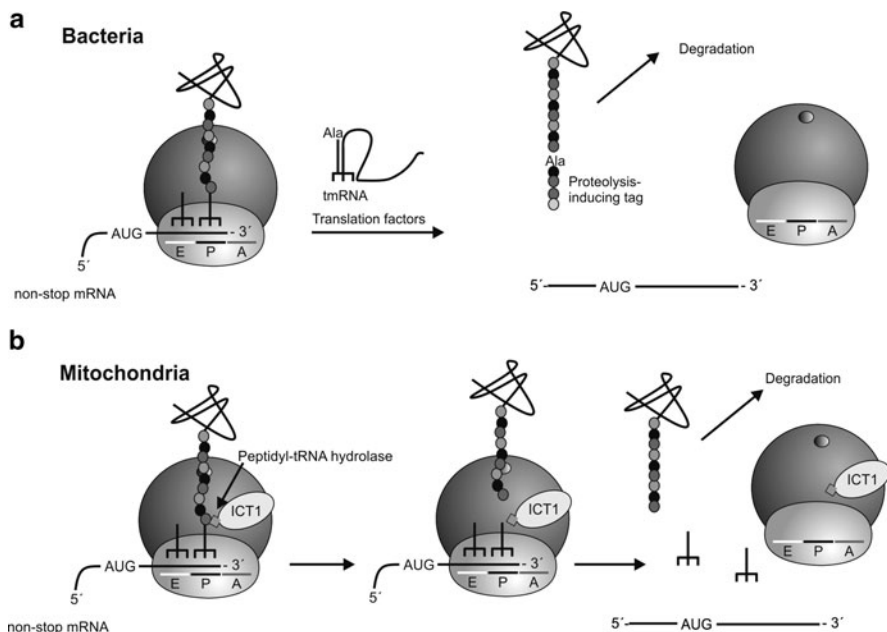 a
Bacteria
Degradation
Ala
tmRNA
Translation factors
Ala
Proteolysis-
inducing tag
AUG
- 3´
E P A
5´
non-stop mRNA
E P A
5´- AUG - 3´
b
Mitochondria
Degradation
Peptidyl-tRNA hydrolase
ICT1
ICT1
ICT1
AUG
- 3´
E P A
5´
non-stop mRNA
AUG
- 3´
E P A
5´
E P A
5´- AUG - 3´